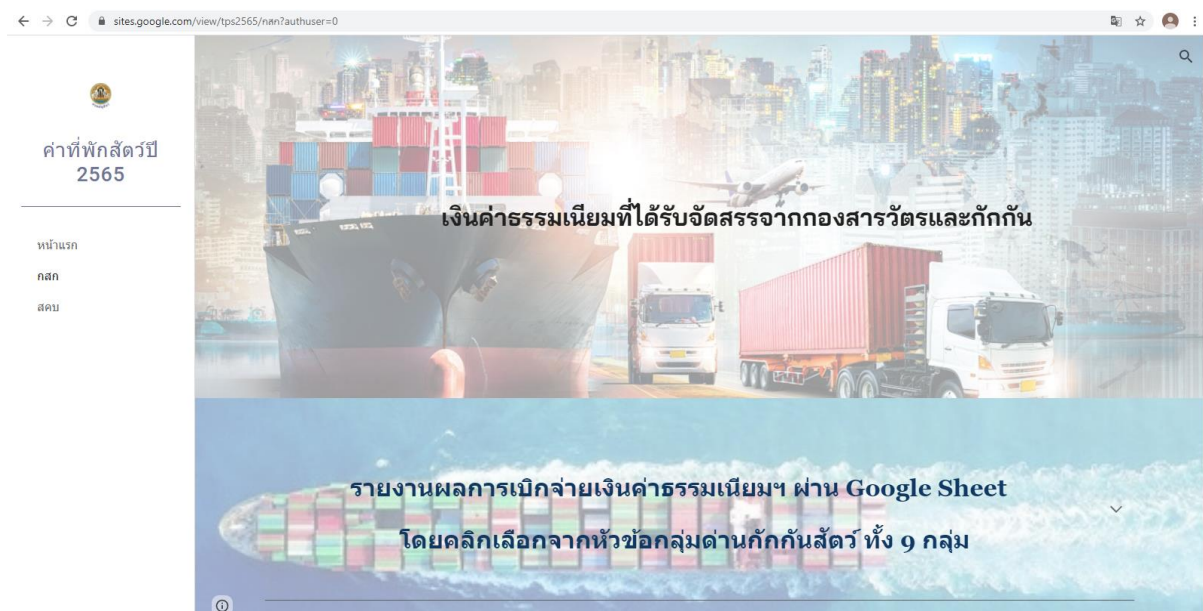 sites.google.com/view/tps2565/กสก?authuser=0
ค่าที่พักสัตว์ปี
2565
หน้าแรก
กสก
สคบ
เงินค่าธรรมเนียมที่ได้รับจัดสรรจากกองสารวัตรและกักกัน
รายงานผลการเบิกจ่ายเงินค่าธรรมเนียมฯ ผ่าน Google Sheet
โดยคลิกเลือกจากหัวข้อกลุ่มด่านกักกันสัตว์ ทั้ง 9 กลุ่ม